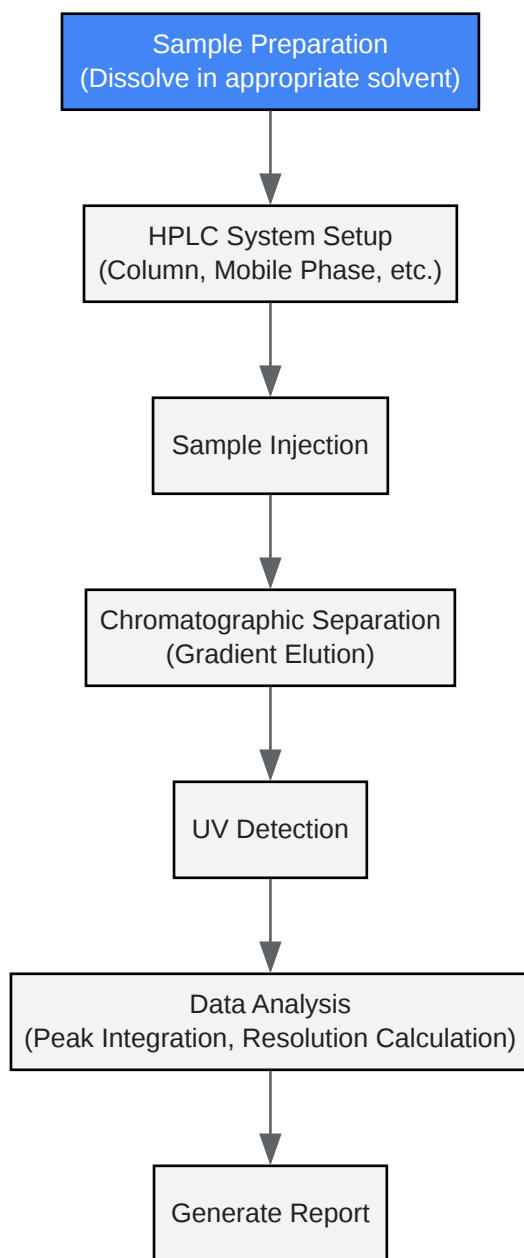 Sample Preparation
(Dissolve in appropriate solvent)
HPLC System Setup
(Column, Mobile Phase, etc.)
Sample Injection
Chromatographic Separation
(Gradient Elution)
UV Detection
Data Analysis
(Peak Integration, Resolution Calculation)
Generate Report